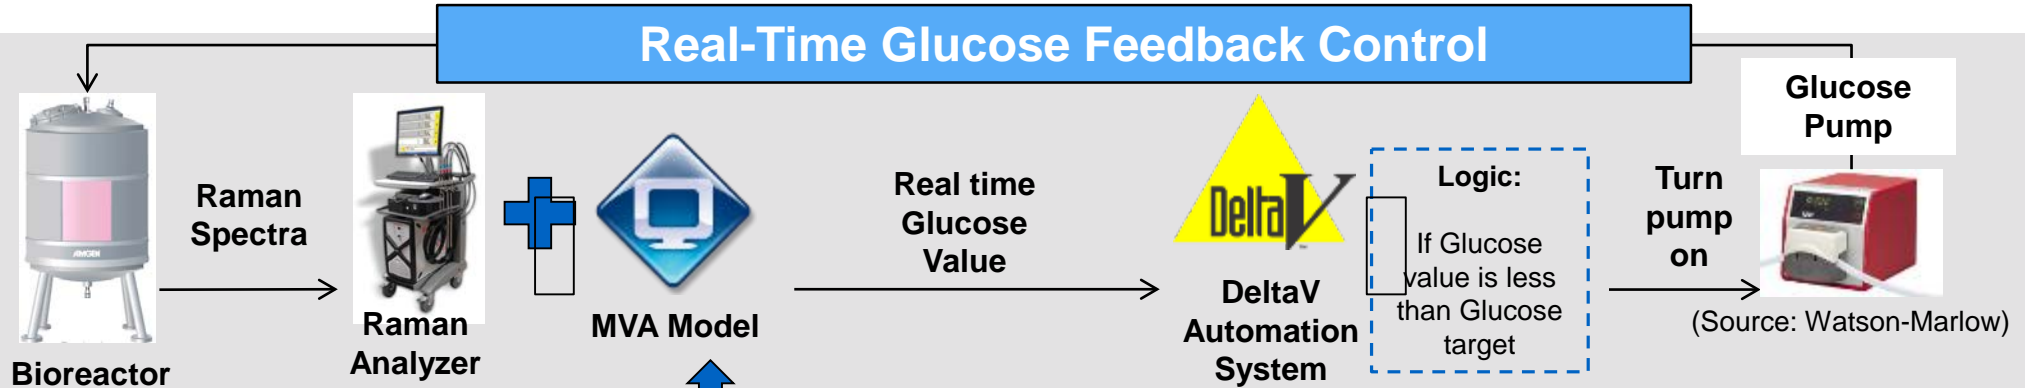 Real-Time Glucose Feedback Control
Glucose
Pump
Raman
Spectra
Real time
Glucose
Value
DeltaV
Logic:
If Glucose
value is less
than Glucose
target
Turn
pump
on
AMGEN
Bioreactor
Raman
Analyzer
MVA Model
DeltaV
Automation
System
(Source: Watson-Marlow)